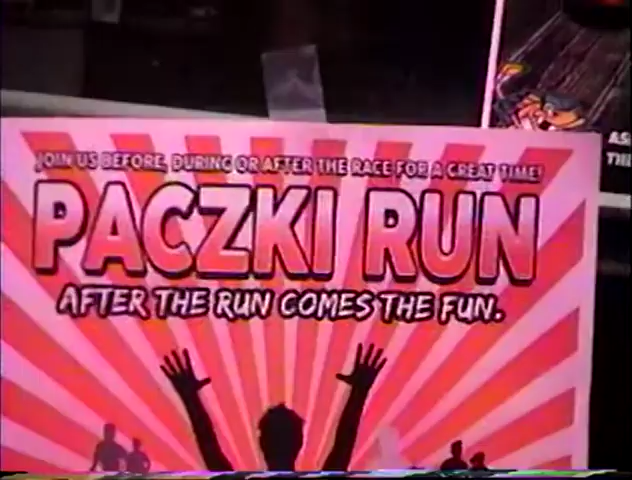 JOIN US BEFORE, DURING OR AFTER THE RACE FOR A GREAT TIME!
PACZKI RUN
AFTER THE RUN COMES THE FUN.